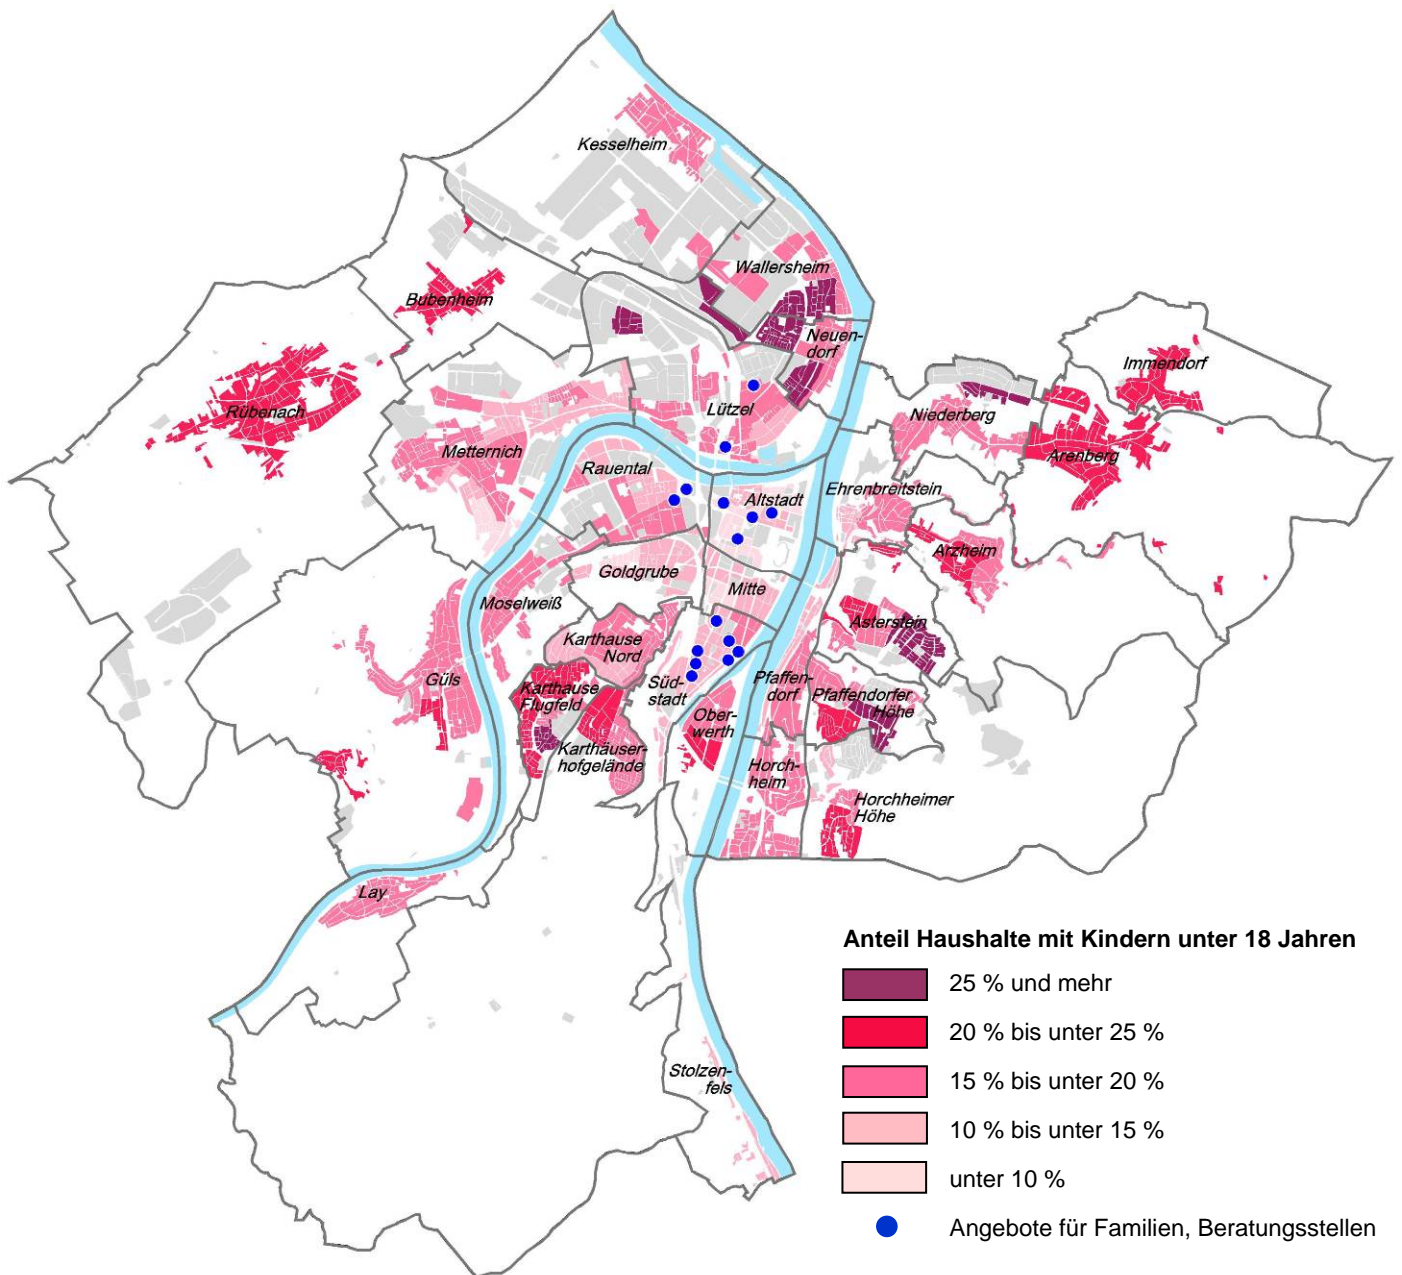 Kesselheim
Wallersheim
Bubenheim
Neuen-
dorf
Immendorf
Rübenach
Lützel
Niederberg
Metternich
Arenberg
Rauental
Ehrenbreitstein
Altstadt
Arzheim
Goldgrube
Mitte
Moselweiß
Asterstein
Karthause
Nord
Güls
Karthause
Flugfeld
Süd-
stadt
Pfaffen-
dorf
Pfaffendorfer
Höhe
Ober-
werth
Karthäuser-
hofgelände
Horch-
heim
Horchheimer
Höhe
Lay
Stolzen-
fels
Anteil Haushalte mit Kindern unter 18 Jahren
25 % und mehr
20 % bis unter 25 %
15 % bis unter 20 %
10 % bis unter 15 %
unter 10 %
Angebote für Familien, Beratungsstellen